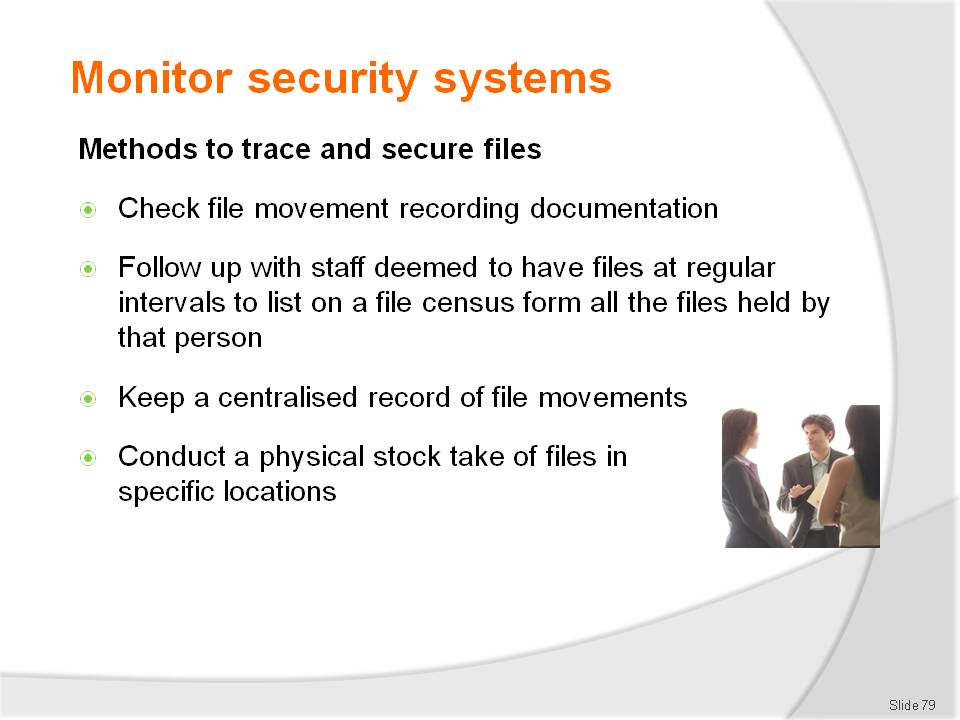 Monitor security systems
Methods to trace and secure files
Check file movement recording documentation
Follow up with staff deemed to have files at regular
intervals to list on a file census form all the files held by
that person
Keep a centralised record of file movements
Conduct a physical stock take of files in
specific locations
Slide 79